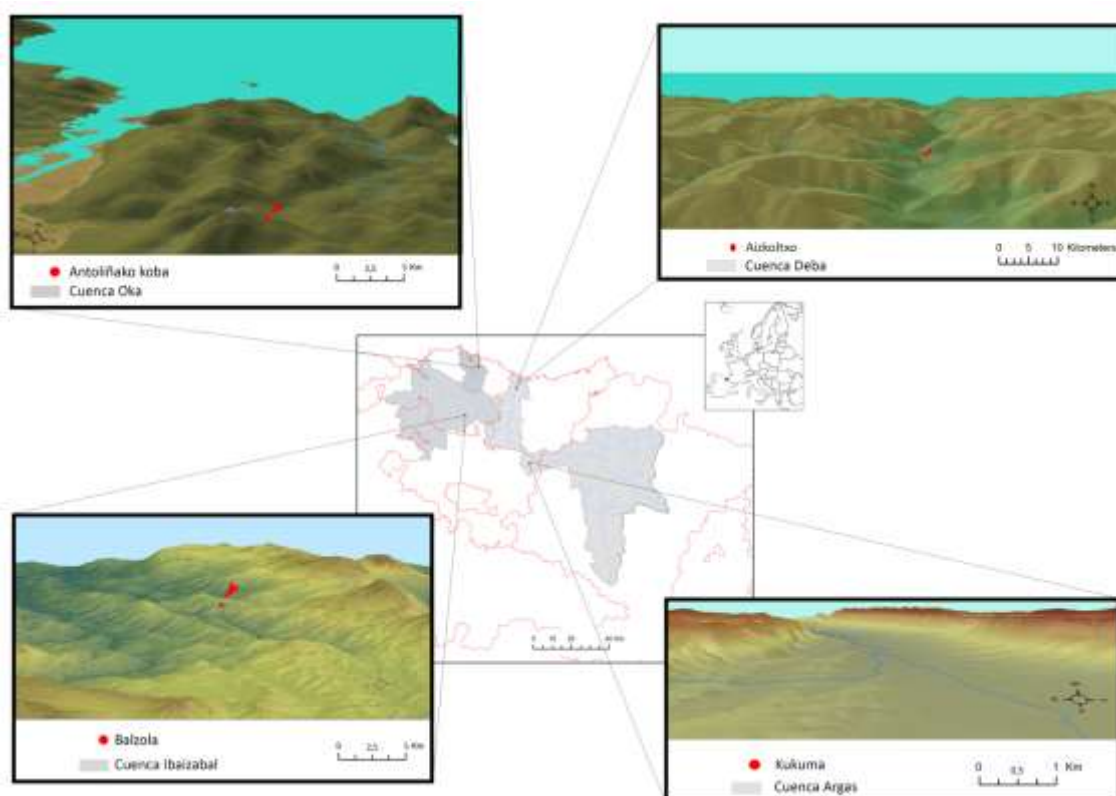 Antoliñako koba
Cuenca Oka
0 2,5 5 Km
Aizkoltxo
Cuenca Deba
0 5 10 Kilometers
0 10 20 40 Km
Balzola
Cuenca Ibaizabal
0 2,5 5 Km
Kukuma
Cuenca Argas
0 0,5 1 Km